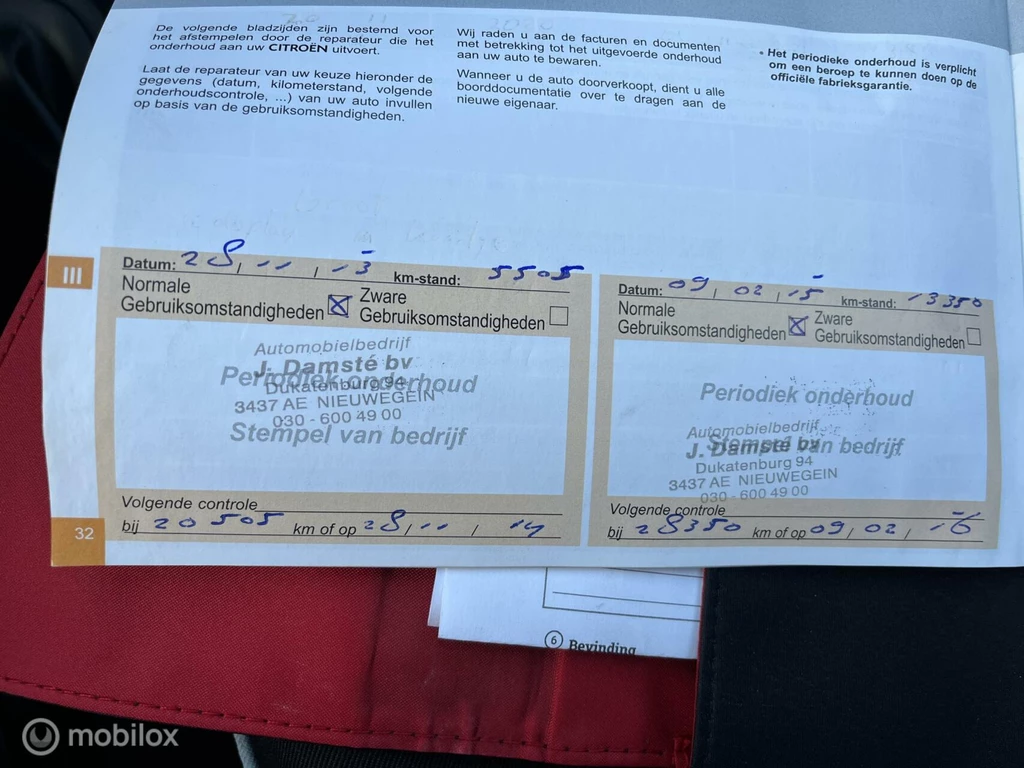 De volgende bladzijden zijn bestemd voor
het afstempelen door de reparateur die het
onderhoud aan uw CITROËN uitvoert.
Laat de reparateur van uw keuze hieronder de
gegevens (datum, kilometerstand, volgende
onderhoudscontrole, ...) van uw auto invullen
op basis van de gebruiksomstandigheden.
Wij raden u aan de facturen en documenten
met betrekking tot het uitgevoerde onderhoud
aan uw auto te bewaren.
Wanneer u de auto doorverkoopt, dient u alle
boorddocumentatie over te dragen aan de
nieuwe eigenaar.
• Het periodieke onderhoud is verplicht
om een beroep te kunnen doen op de
officiële fabrieksgarantie.
III
Datum: 28 / 11 / 13 km-stand: 5505
Normale
Gebruiksomstandigheden ☒ Zware
Gebruiksomstandigheden ☐
Automobielbedrijf
J. Damsté bv
Periodiek onderhoud
Dukatenburg 94
3437 AE NIEUWEGEIN
030 - 600 49 00
Stempel van bedrijf
Volgende controle
bij 20505 km of op 28 / 11 / 14
Datum: 09 / 02 / 15 km-stand: 13350
Normale
Gebruiksomstandigheden ☒ Zware
Gebruiksomstandigheden ☐
Periodiek onderhoud
Automobielbedrijf
Stempel van bedrijf
J. Damsté bv
Dukatenburg 94
3437 AE NIEUWEGEIN
030 - 600 49 00
Volgende controle
bij 28350 km of op 09 / 02 / 16
32
6 Bevinding
mobilox